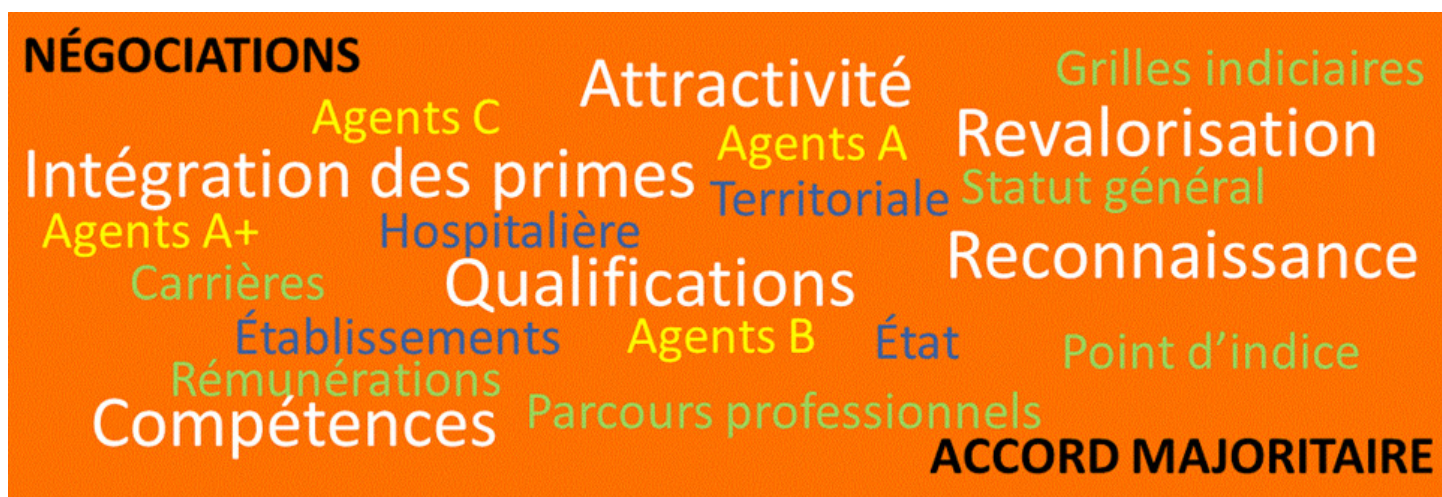 NÉGOCIATIONS
Attractivité
Grilles indiciaires
Agents C
Agents A
Revalorisation
Intégration des primes
Territoriale
Statut général
Agents A+
Hospitalière
Reconnaissance
Carrières
Qualifications
Établissements
Agents B
État
Point d’indice
Rémunérations
Compétences
Parcours professionnels
ACCORD MAJORITAIRE